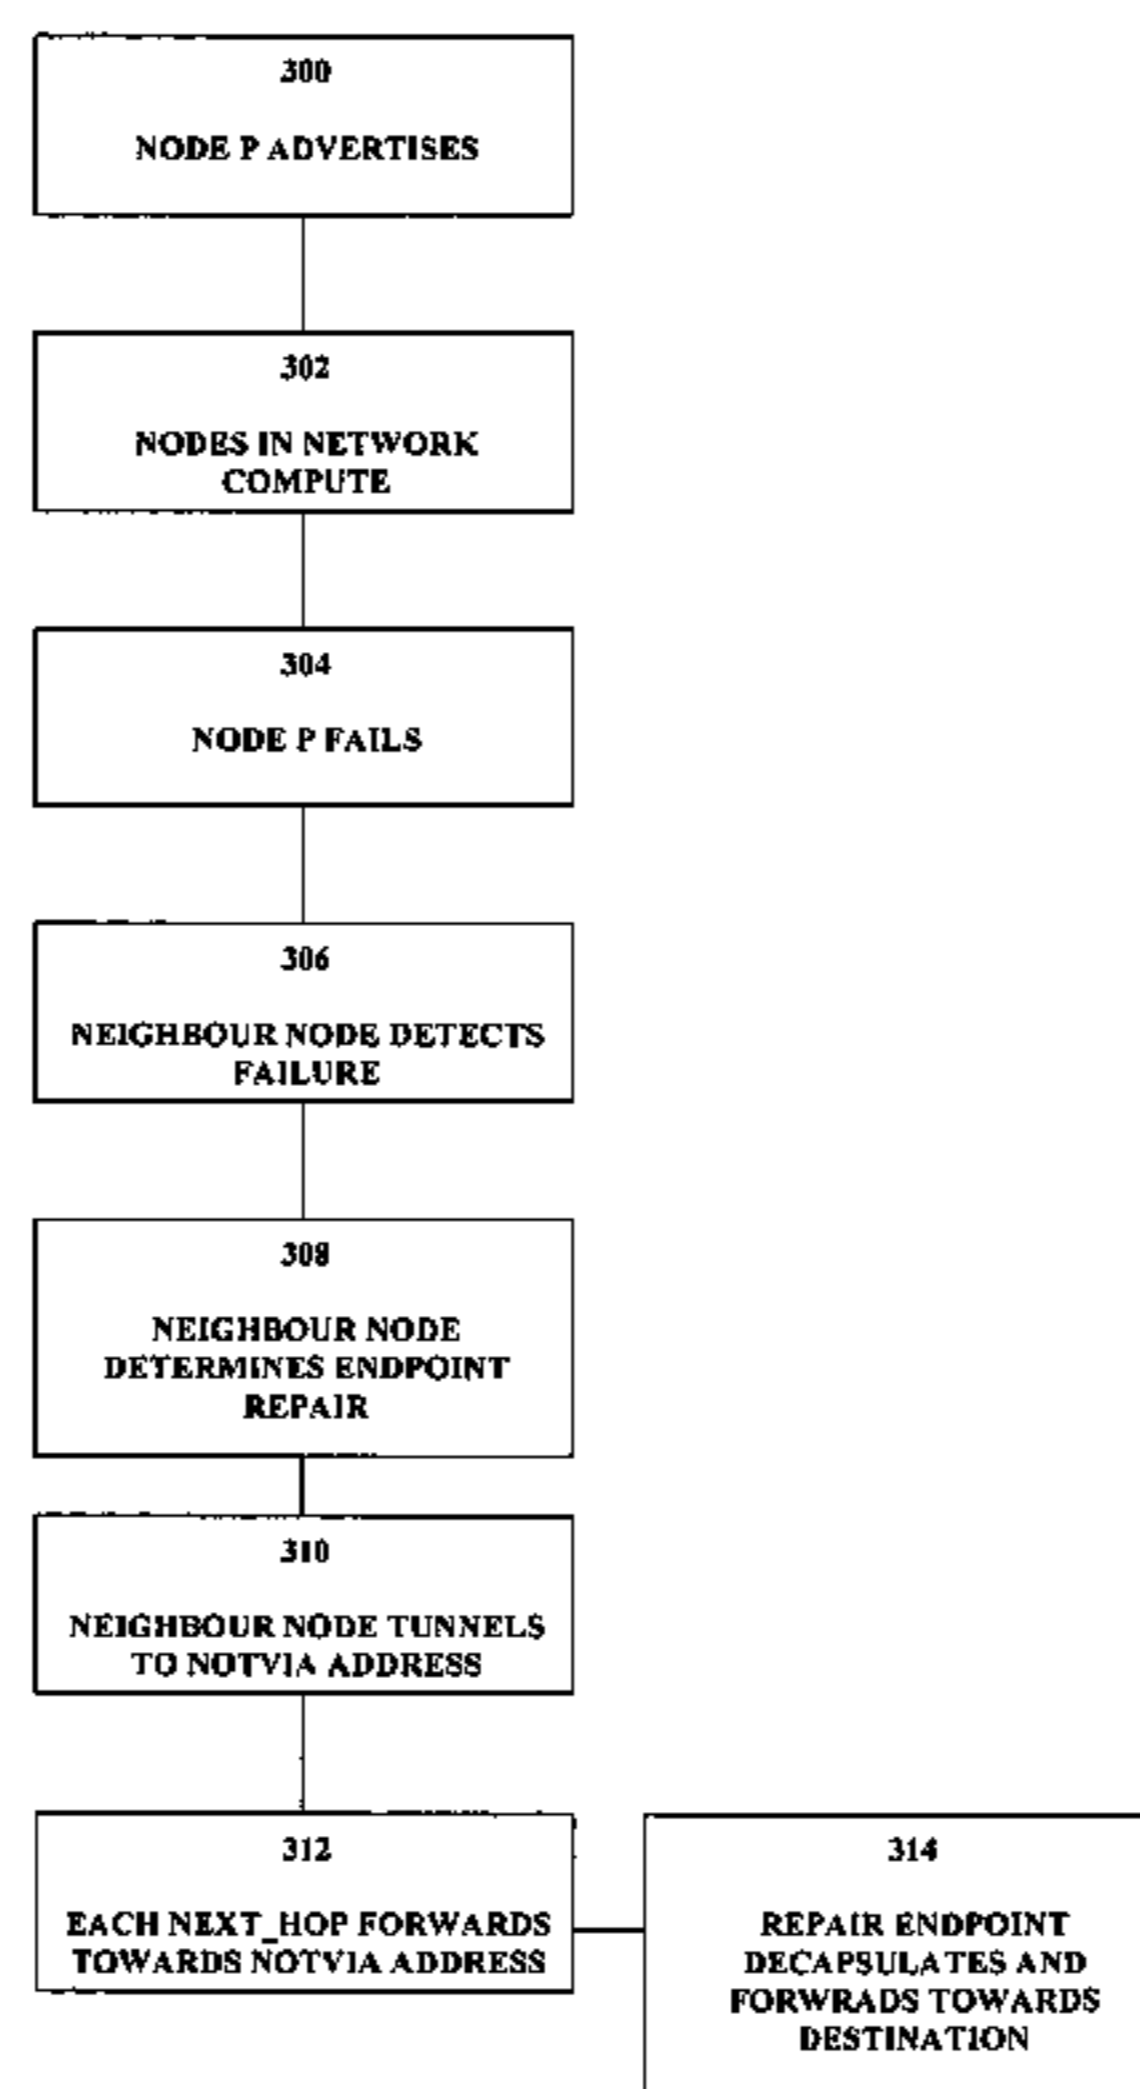 300
NODE P ADVERTISES
302
NODES IN NETWORK
COMPUTE
304
NODE P FAILS
306
NEIGHBOUR NODE DETECTS
FAILURE
308
NEIGHBOUR NODE
DETERMINES ENDPOINT
REPAIR
310
NEIGHBOUR NODE TUNNELS
TO NOTVIA ADDRESS
312
EACH NEXT_HOP FORWARDS
TOWARDS NOTVIA ADDRESS
314
REPAIR ENDPOINT
DECAPSULATES AND
FORWRADS TOWARDS
DESTINATION